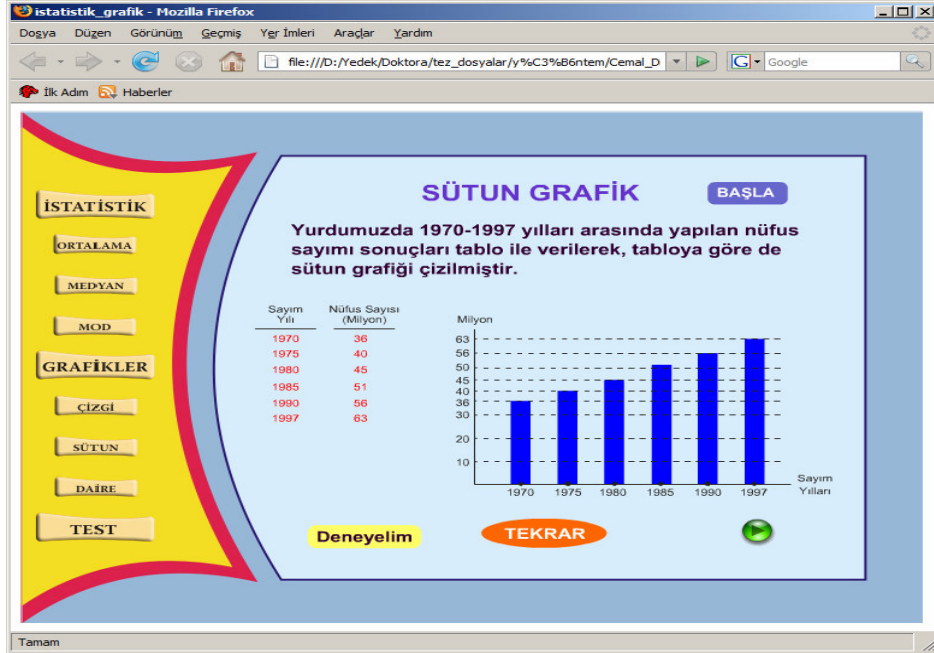 istatistik_grafik - Mozilla Firefox
Dosya Düzen Görünüm Geçmiş Yer İmleri Araçlar Yardım
file:///D:/Yedek/Doktora/tez_dosyalar/y%C3%B6ntem/Cemal_D
G Google
İlk Adım Haberler
İSTATİSTİK
ORTALAMA
MEDYAN
MOD
GRAFİKLER
ÇİZGİ
SÜTUN
DAİRE
TEST
SÜTUN GRAFİK
BAŞLA
Yurdumuzda 1970-1997 yılları arasında yapılan nüfus
sayımı sonuçları tablo ile verilerek, tabloya göre de
sütun grafiği çizilmiştir.
Sayım Yılı Nüfus Sayısı (Milyon)
1970 36
1975 40
1980 45
1985 51
1990 56
1997 63
Milyon
63
56
50
45
40
36
30
20
10
1970 1975 1980 1985 1990 1997
Sayım
Yılları
Deneyelim
TEKRAR
Tamam